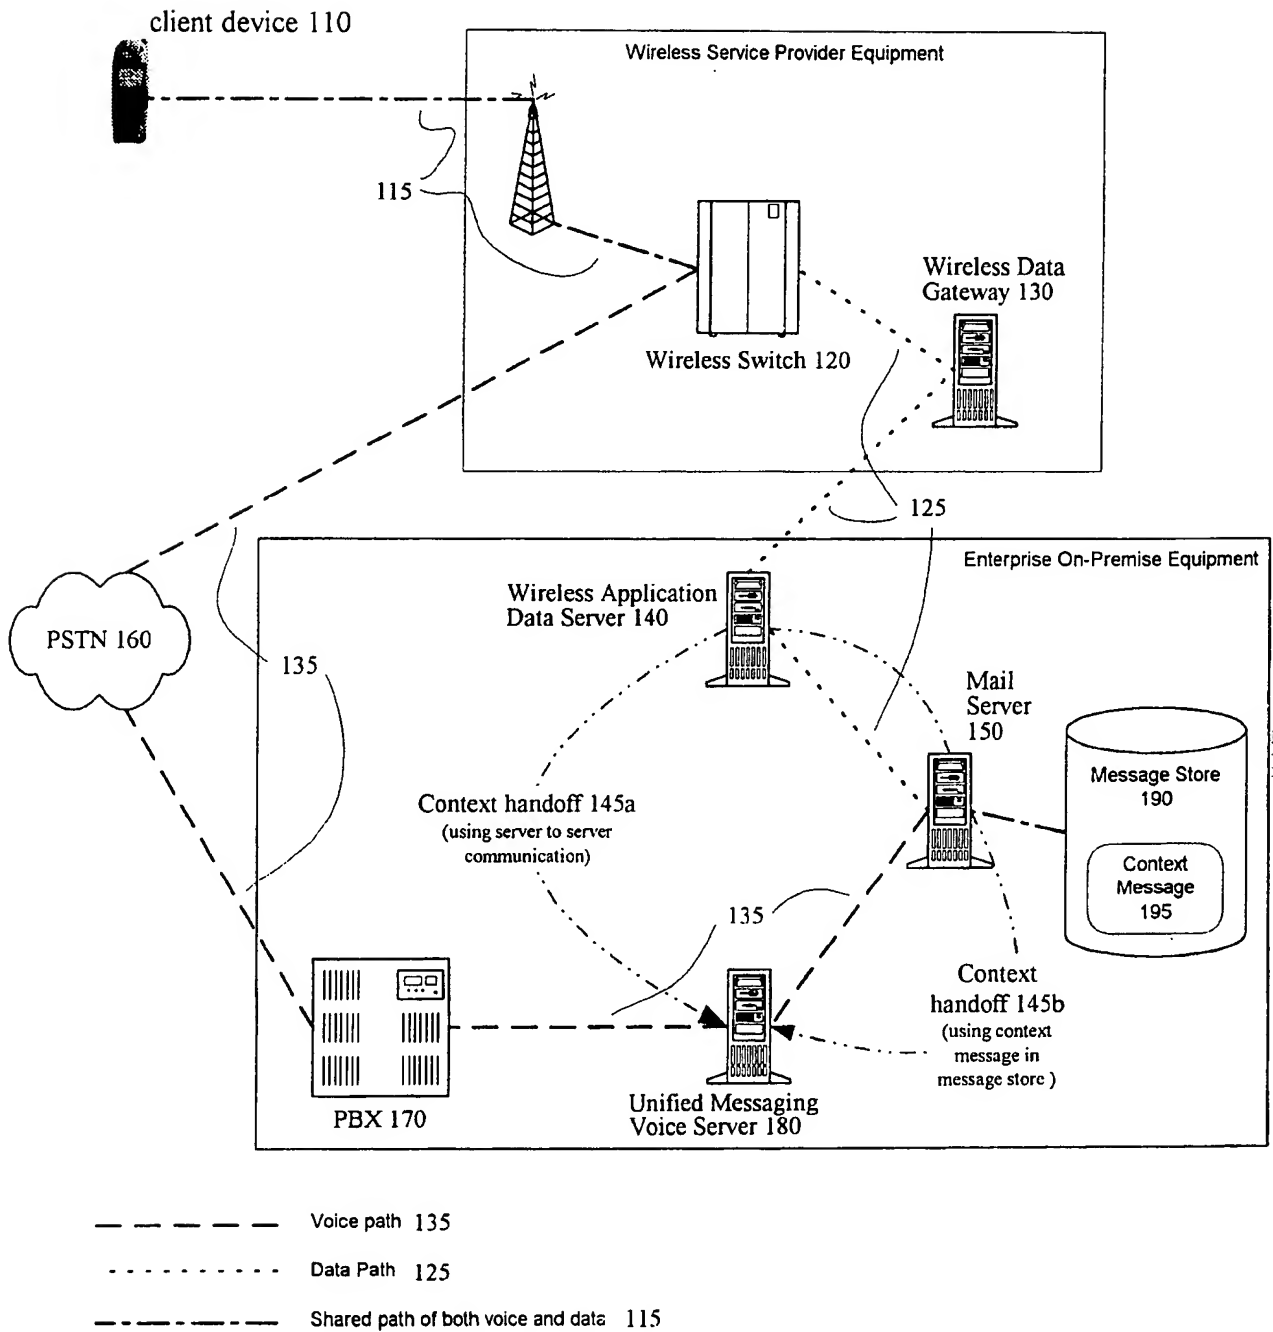 client device 110
Wireless Service Provider Equipment
115
Wireless Data
Gateway 130
Wireless Switch 120
125
Enterprise On-Premise Equipment
Wireless Application
Data Server 140
PSTN 160
135
Mail
Server
150
Message Store
190
Context handoff 145a
(using server to server
communication)
Context
Message
195
135
Context
handoff 145b
(using context
message in
message store )
PBX 170
Unified Messaging
Voice Server 180
Voice path 135
Data Path 125
Shared path of both voice and data 115